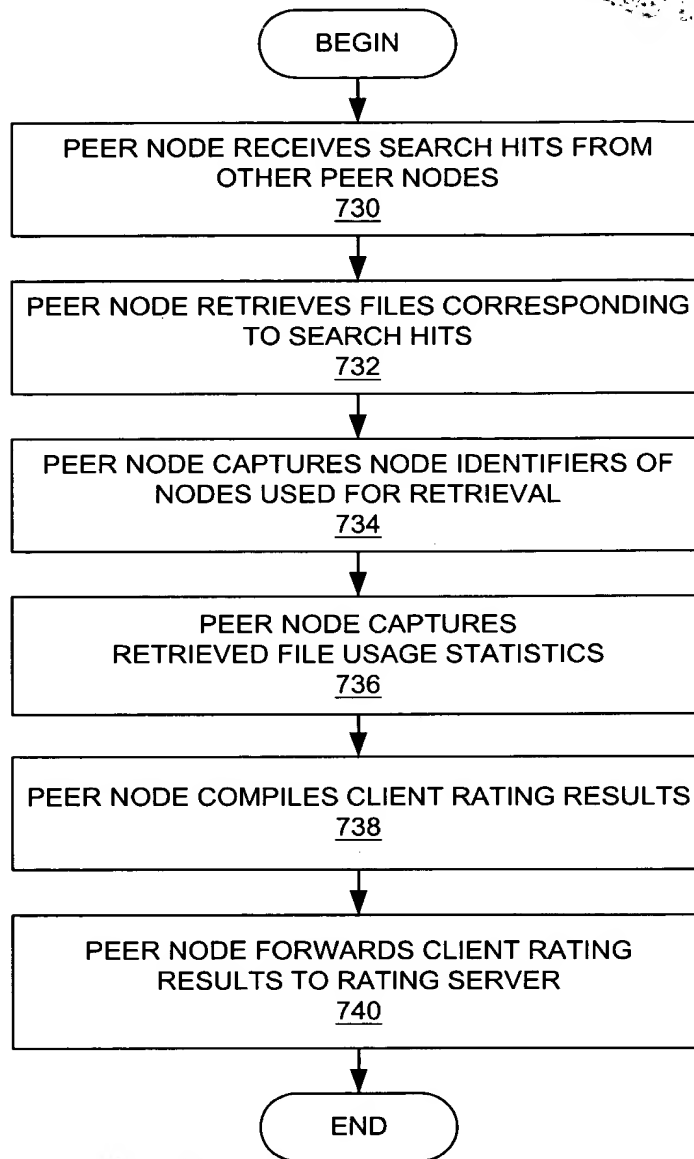 BEGIN
PEER NODE RECEIVES SEARCH HITS FROM
OTHER PEER NODES
730
PEER NODE RETRIEVES FILES CORRESPONDING
TO SEARCH HITS
732
PEER NODE CAPTURES NODE IDENTIFIERS OF
NODES USED FOR RETRIEVAL
734
PEER NODE CAPTURES
RETRIEVED FILE USAGE STATISTICS
736
PEER NODE COMPILES CLIENT RATING RESULTS
738
PEER NODE FORWARDS CLIENT RATING
RESULTS TO RATING SERVER
740
END